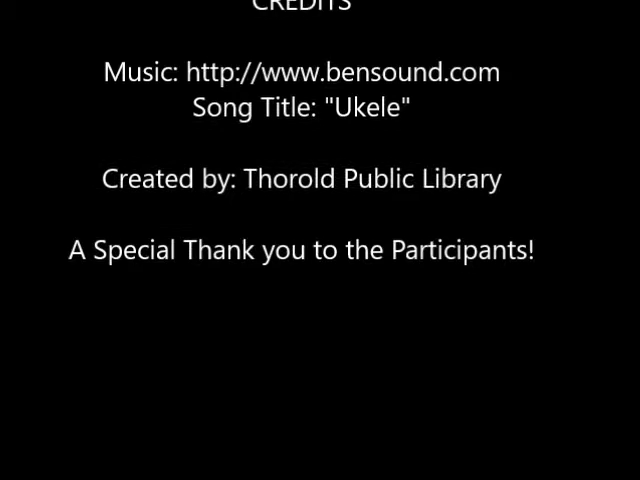 CREDITS
Music: http://www.bensound.com
Song Title: "Ukele"
Created by: Thorold Public Library
A Special Thank you to the Participants!